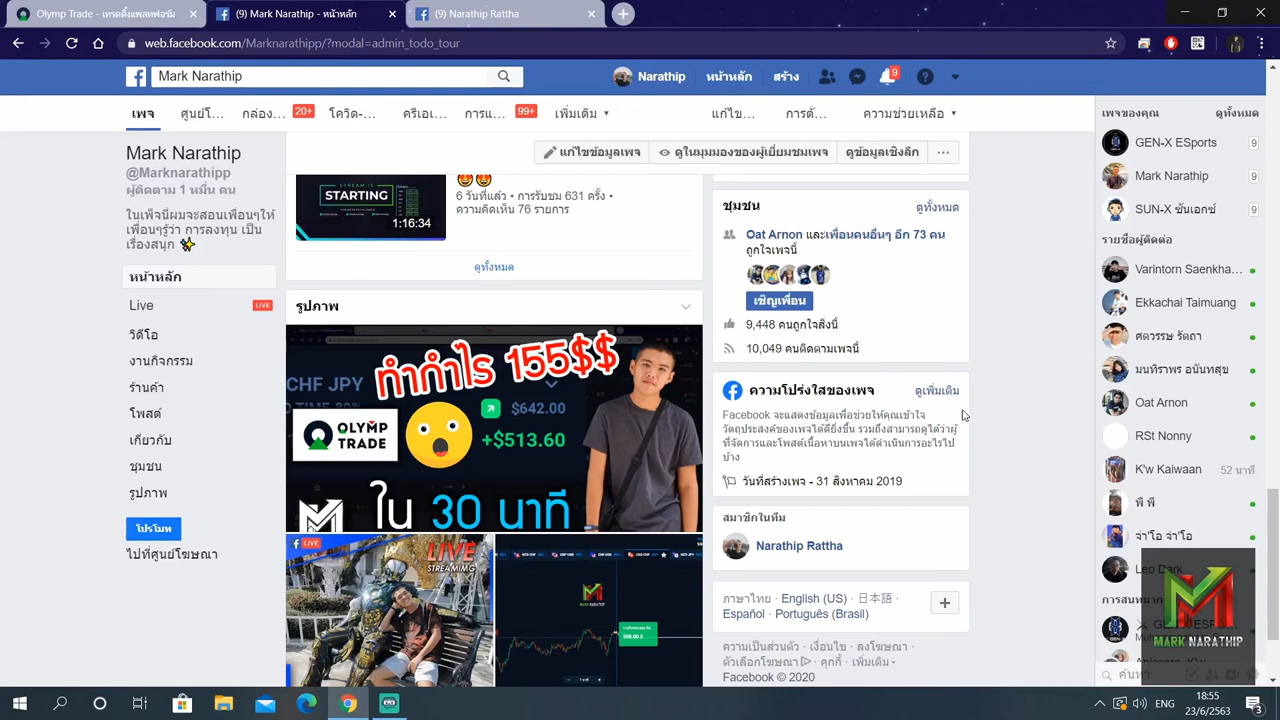 Olymp Trade - เทรดดิ้งแพลทฟอร์ม
Mark Narathip - หน้าหลัก
(9) Narathip Rattha
web.facebook.com/Marknarathipp/?modal=admin_todo_tour
Mark Narathip
Narathip
หน้าหลัก
สร้าง
9
เพจ
ศูนย์โ...
กล่อง...
20+
โควิด-...
ครีเอ...
การแ...
99+
เพิ่มเติม
แก้ไข...
การตั้...
ความช่วยเหลือ
Mark Narathip
@Marknarathipp
ผู้ติดตาม 1 หมื่น คน
ในเพ็จนี้ผมจะสอนเพื่อนๆให้
เพื่อนๆรู้ว่า การลงทุน เป็น
เรื่องสนุก ✨
หน้าหลัก
Live
LIVE
วิดีโอ
งานกิจกรรม
ร้านค้า
โพสต์
เกี่ยวกับ
ชุมชน
รูปภาพ
โปรโมท
ไปที่ศูนย์โฆษณา
แก้ไขข้อมูลเพจ
ดูในมุมมองของผู้เยี่ยมชมเพจ
ดูข้อมูลเชิงลึก
STREAM IS
STARTING
1:16:34
6 วันที่แล้ว • การรับชม 631 ครั้ง •
ความคิดเห็น 76 รายการ
ดูทั้งหมด
รูปภาพ
ทำกำไร 155$$
CHF JPY
$642.00
+$513.60
OLYMP
TRADE
ใน 30 นาที
LIVE
LIVE
STREAMIMG
MARK NARATHIP
ชุมชน
ดูทั้งหมด
Oat Arnon และเพื่อนคนอื่นๆ อีก 73 คน
ถูกใจเพจนี้
เชิญเพื่อน
9,448 คนถูกใจสิ่งนี้
10,049 คนติดตามเพจนี้
ความโปร่งใสของเพจ
ดูเพิ่มเติม
Facebook จะแสดงข้อมูลเพื่อช่วยให้คุณเข้าใจ
วัตถุประสงค์ของเพจได้ดียิ่งขึ้น รวมถึงสามารถดูได้ว่าผู้
ที่จัดการและโพสต์เนื้อหาบนเพจได้ดำเนินการอะไรไป
บ้าง
วันที่สร้างเพจ - 31 สิงหาคม 2019
สมาชิกในทีม
Narathip Rattha
ภาษาไทย · English (US) · 日本語 ·
Español · Português (Brasil)
ความเป็นส่วนตัว · เงื่อนไข · ลงโฆษณา ·
ตัวเลือกโฆษณา · คุกกี้ · เพิ่มเติม
Facebook © 2020
เพจของคุณ
ดูทั้งหมด
GEN-X ESports
9
Mark Narathip
9
SUN-X ซันเอกซ์
9
รายชื่อผู้ติดต่อ
Varintorn Saenkha...
Ekkachai Taimuang
ศตวรรษ รัตถา
มนทิราพร อนันทสุข
Oat Arnon
RSt Nonny
K'w Kaiwaan
52 นาที
พี พี
จ๋า'โอ จ๋า'โอ
Leo Dark
MARK NARATHIP
ค้นหา
ENG
18:55
23/6/2563
3